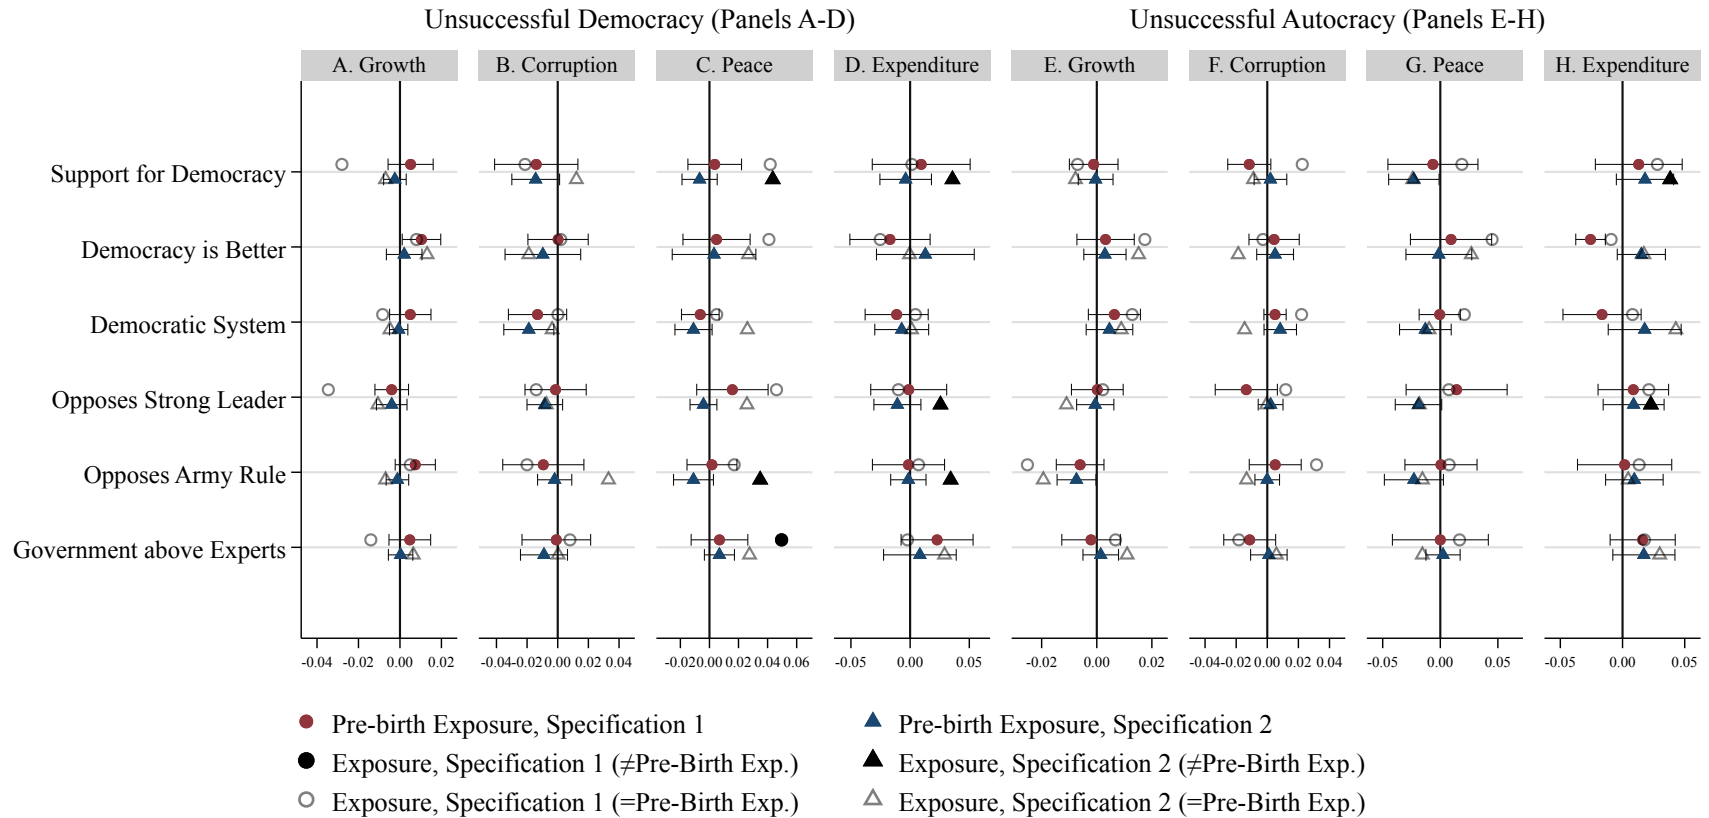 Unsuccessful Democracy (Panels A-D) Unsuccessful Autocracy (Panels E-H)
A. Growth B. Corruption C. Peace D. Expenditure E. Growth F. Corruption G. Peace H. Expenditure
Support for Democracy
Democracy is Better
Democratic System
Opposes Strong Leader
Opposes Army Rule
Government above Experts
-0.04 0.00 0.02 -0.04 0.00 0.02 0.04 -0.02 0.00 0.02 0.04 0.06 -0.05 0.00 0.05 -0.02 0.00 0.02 -0.04 -0.02 0.00 0.02 0.04 -0.05 0.00 0.05 -0.05 0.00 0.05
Pre-birth Exposure, Specification 1 Pre-birth Exposure, Specification 2
Exposure, Specification 1 (≠Pre-Birth Exp.) Exposure, Specification 2 (≠Pre-Birth Exp.)
Exposure, Specification 1 (=Pre-Birth Exp.) Exposure, Specification 2 (=Pre-Birth Exp.)